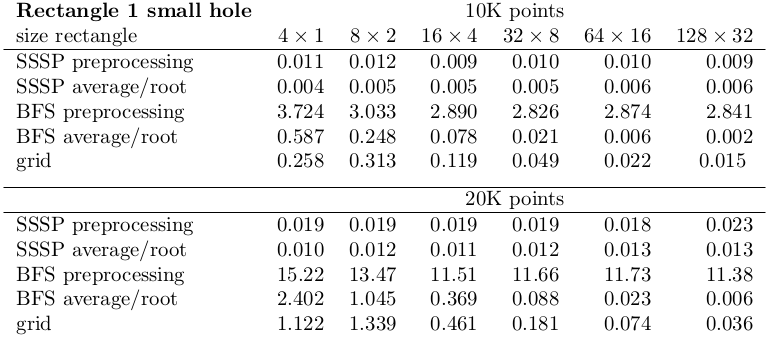 Rectangle 1 small hole 10K points
size rectangle 4 × 1 8 × 2 16 × 4 32 × 8 64 × 16 128 × 32
SSSP preprocessing 0.011 0.012 0.009 0.010 0.010 0.009
SSSP average/root 0.004 0.005 0.005 0.005 0.006 0.006
BFS preprocessing 3.724 3.033 2.890 2.826 2.874 2.841
BFS average/root 0.587 0.248 0.078 0.021 0.006 0.002
grid 0.258 0.313 0.119 0.049 0.022 0.015
20K points
SSSP preprocessing 0.019 0.019 0.019 0.019 0.018 0.023
SSSP average/root 0.010 0.012 0.011 0.012 0.013 0.013
BFS preprocessing 15.22 13.47 11.51 11.66 11.73 11.38
BFS average/root 2.402 1.045 0.369 0.088 0.023 0.006
grid 1.122 1.339 0.461 0.181 0.074 0.036